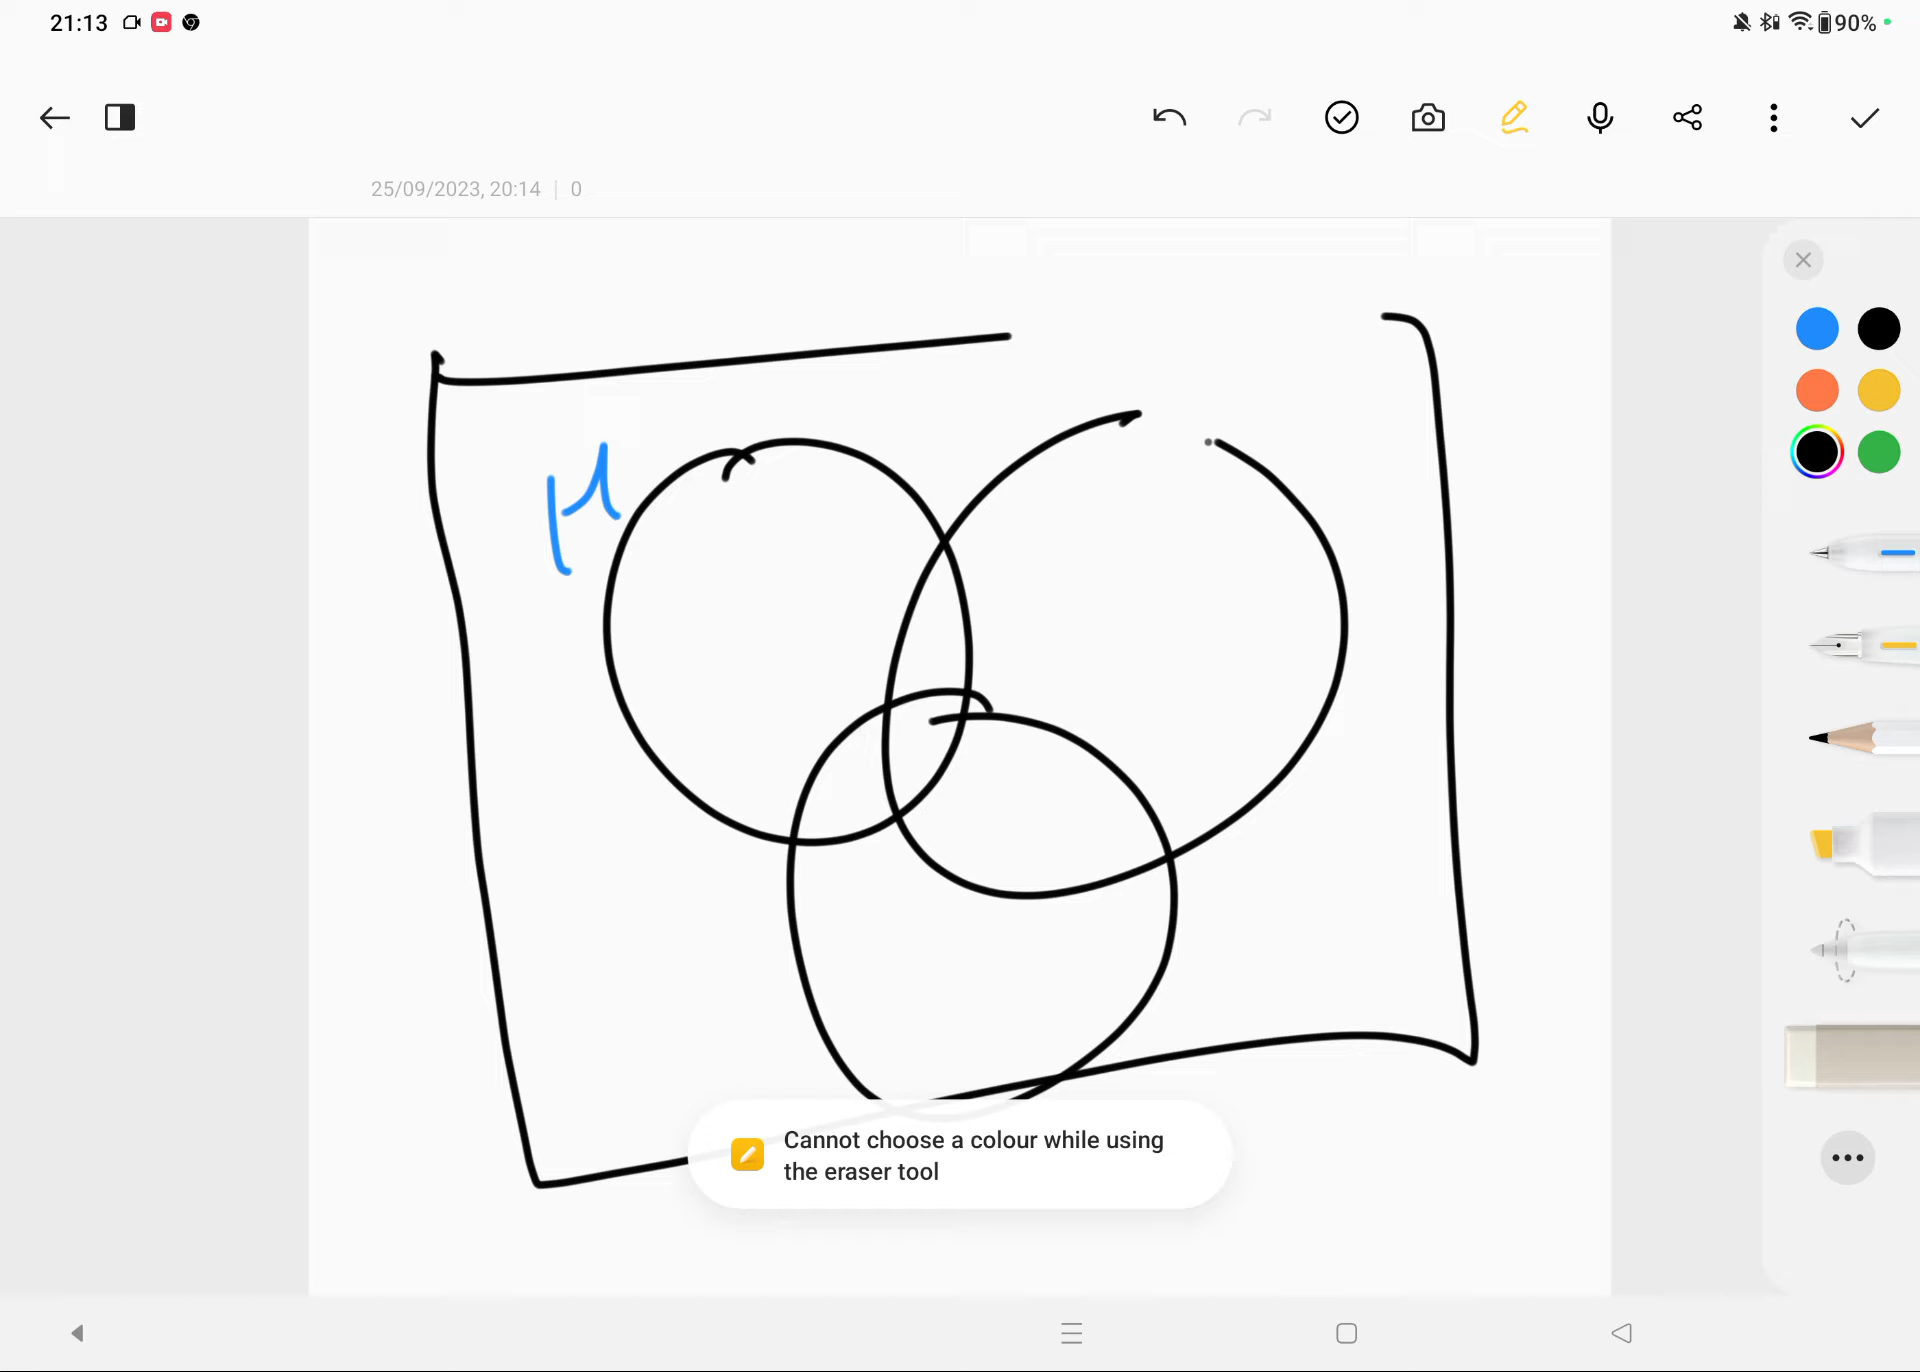 21:13
90%
25/09/2023, 20:14 | 0
μ
Cannot choose a colour while using
the eraser tool